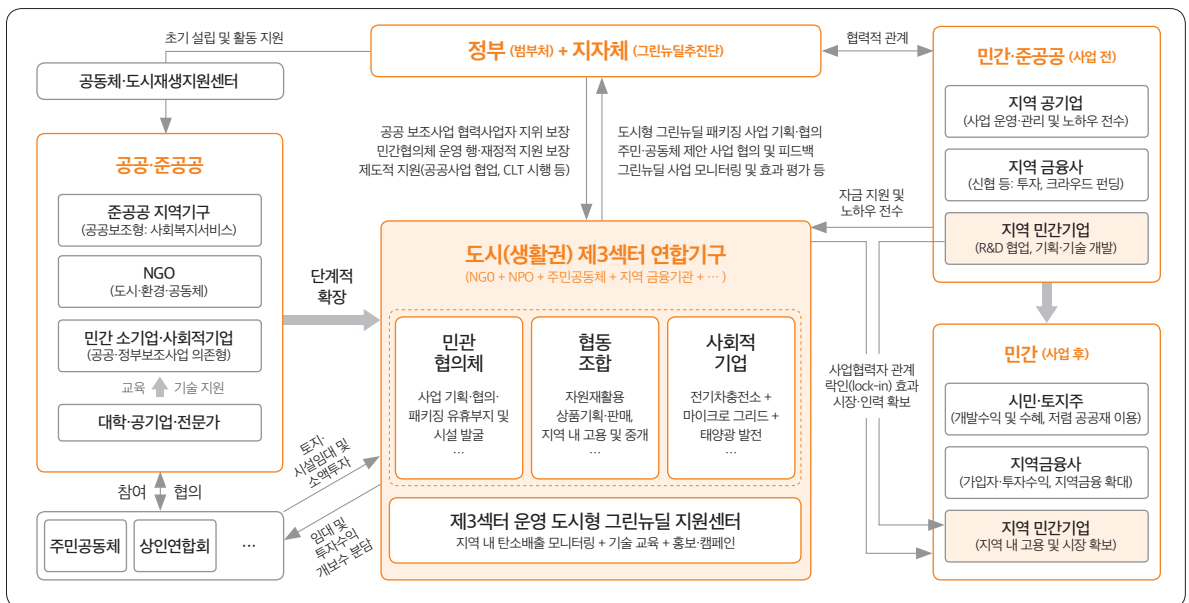 초기 설립 및 활동 지원
정부 (범부처) + 지자체 (그린뉴딜추진단)
협력적 관계
공동체·도시재생지원센터
공공·준공공
준공공 지역기구
(공공보조형: 사회복지서비스)
NGO
(도시·환경·공동체)
민간 소기업·사회적기업
(공공·정부보조사업 의존형)
교육
기술 지원
대학·공기업·전문가
참여
협의
주민공동체
상인연합회
…
단계적
확장
공공 보조사업 협력사업자 지위 보장
민간협의체 운영 행·재정적 지원 보장
제도적 지원(공공사업 협업, CLT 시행 등)
도시형 그린뉴딜 패키징 사업 기획·협의
주민·공동체 제안 사업 협의 및 피드백
그린뉴딜 사업 모니터링 및 효과 평가 등
도시(생활권) 제3섹터 연합기구
(NGO + NPO + 주민공동체 + 지역 금융기관 + … )
민관
협의체
사업 기획·협의·
패키징 유휴부지 및
시설 발굴
…
협동
조합
자원재활용
상품기획·판매,
지역 내 고용 및 중개
…
사회적
기업
전기차충전소 +
마이크로 그리드 +
태양광 발전
…
제3섹터 운영 도시형 그린뉴딜 지원센터
지역 내 탄소배출 모니터링 + 기술 교육 + 홍보·캠페인
토지·
시설임대 및
소액투자
임대 및
투자수익
개보수 분담
자금 지원 및
노하우 전수
사업협력자 관계
락인(lock-in) 효과
시장·인력 확보
민간·준공공 (사업 전)
지역 공기업
(사업 운영·관리 및 노하우 전수)
지역 금융사
(신협 등: 투자, 크라우드 펀딩)
지역 민간기업
(R&D 협업, 기획·기술 개발)
민간 (사업 후)
시민·토지주
(개발수익 및 수혜, 저렴 공공재 이용)
지역금융사
(가입자·투자수익, 지역금융 확대)
지역 민간기업
(지역 내 고용 및 시장 확보)